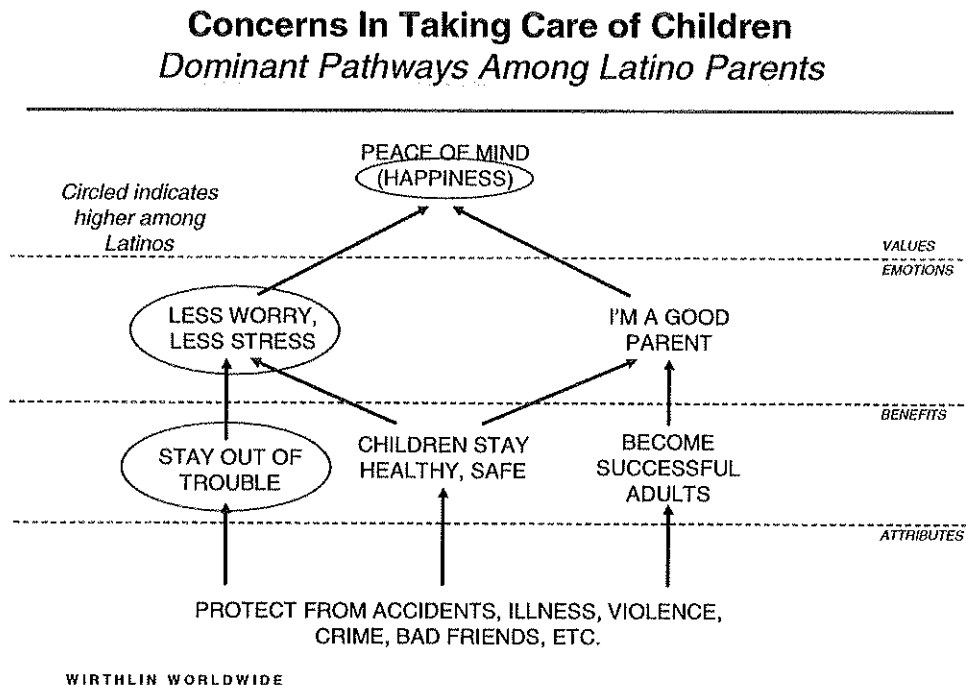 Concerns In Taking Care of Children
Dominant Pathways Among Latino Parents
PEACE OF MIND
(HAPPINESS)
Circled indicates
higher among
Latinos
VALUES
EMOTIONS
LESS WORRY,
LESS STRESS
I'M A GOOD
PARENT
BENEFITS
STAY OUT OF
TROUBLE
CHILDREN STAY
HEALTHY, SAFE
BECOME
SUCCESSFUL
ADULTS
ATTRIBUTES
PROTECT FROM ACCIDENTS, ILLNESS, VIOLENCE,
CRIME, BAD FRIENDS, ETC.
WIRTHLIN WORLDWIDE